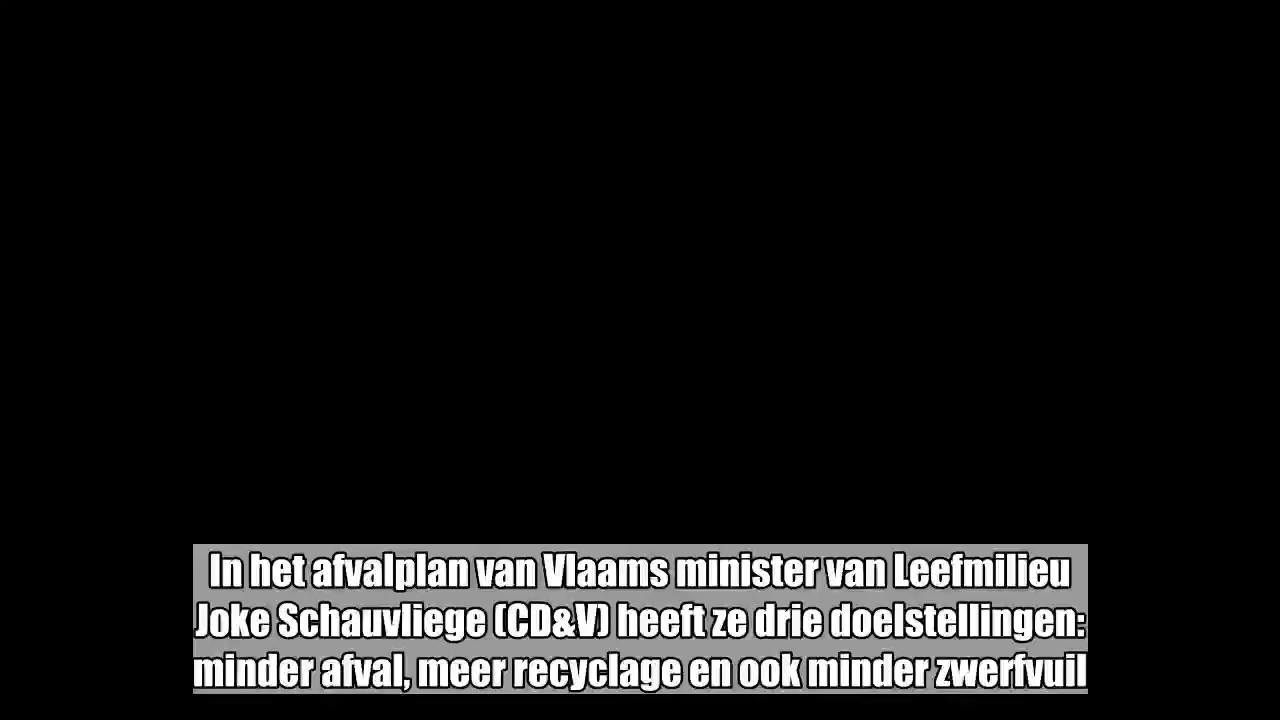 In het afvalplan van Vlaams minister van Leefmilieu
Joke Schauvliege (CD&V) heeft ze drie doelstellingen:
minder afval, meer recyclage en ook minder zwerfvuil